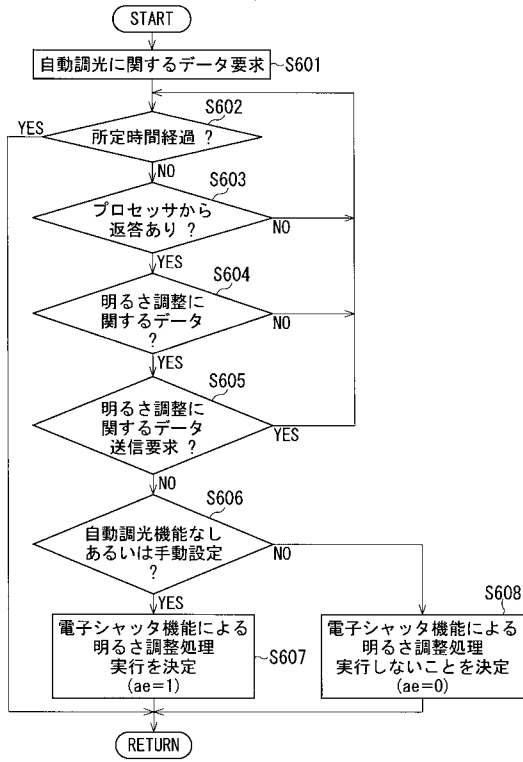 START
自動調光に関するデータ要求
S601
S602
YES
所定時間経過 ?
NO
S603
プロセッサから
返答あり ?
NO
YES
S604
明るさ調整に
関するデータ
?
NO
YES
S605
明るさ調整に
関するデータ
送信要求 ?
YES
NO
S606
自動調光機能なし
あるいは手動設定
?
NO
YES
S608
電子シャッタ機能による
明るさ調整処理
実行を決定
(ae=1)
S607
電子シャッタ機能による
明るさ調整処理
実行しないことを決定
(ae=0)
RETURN